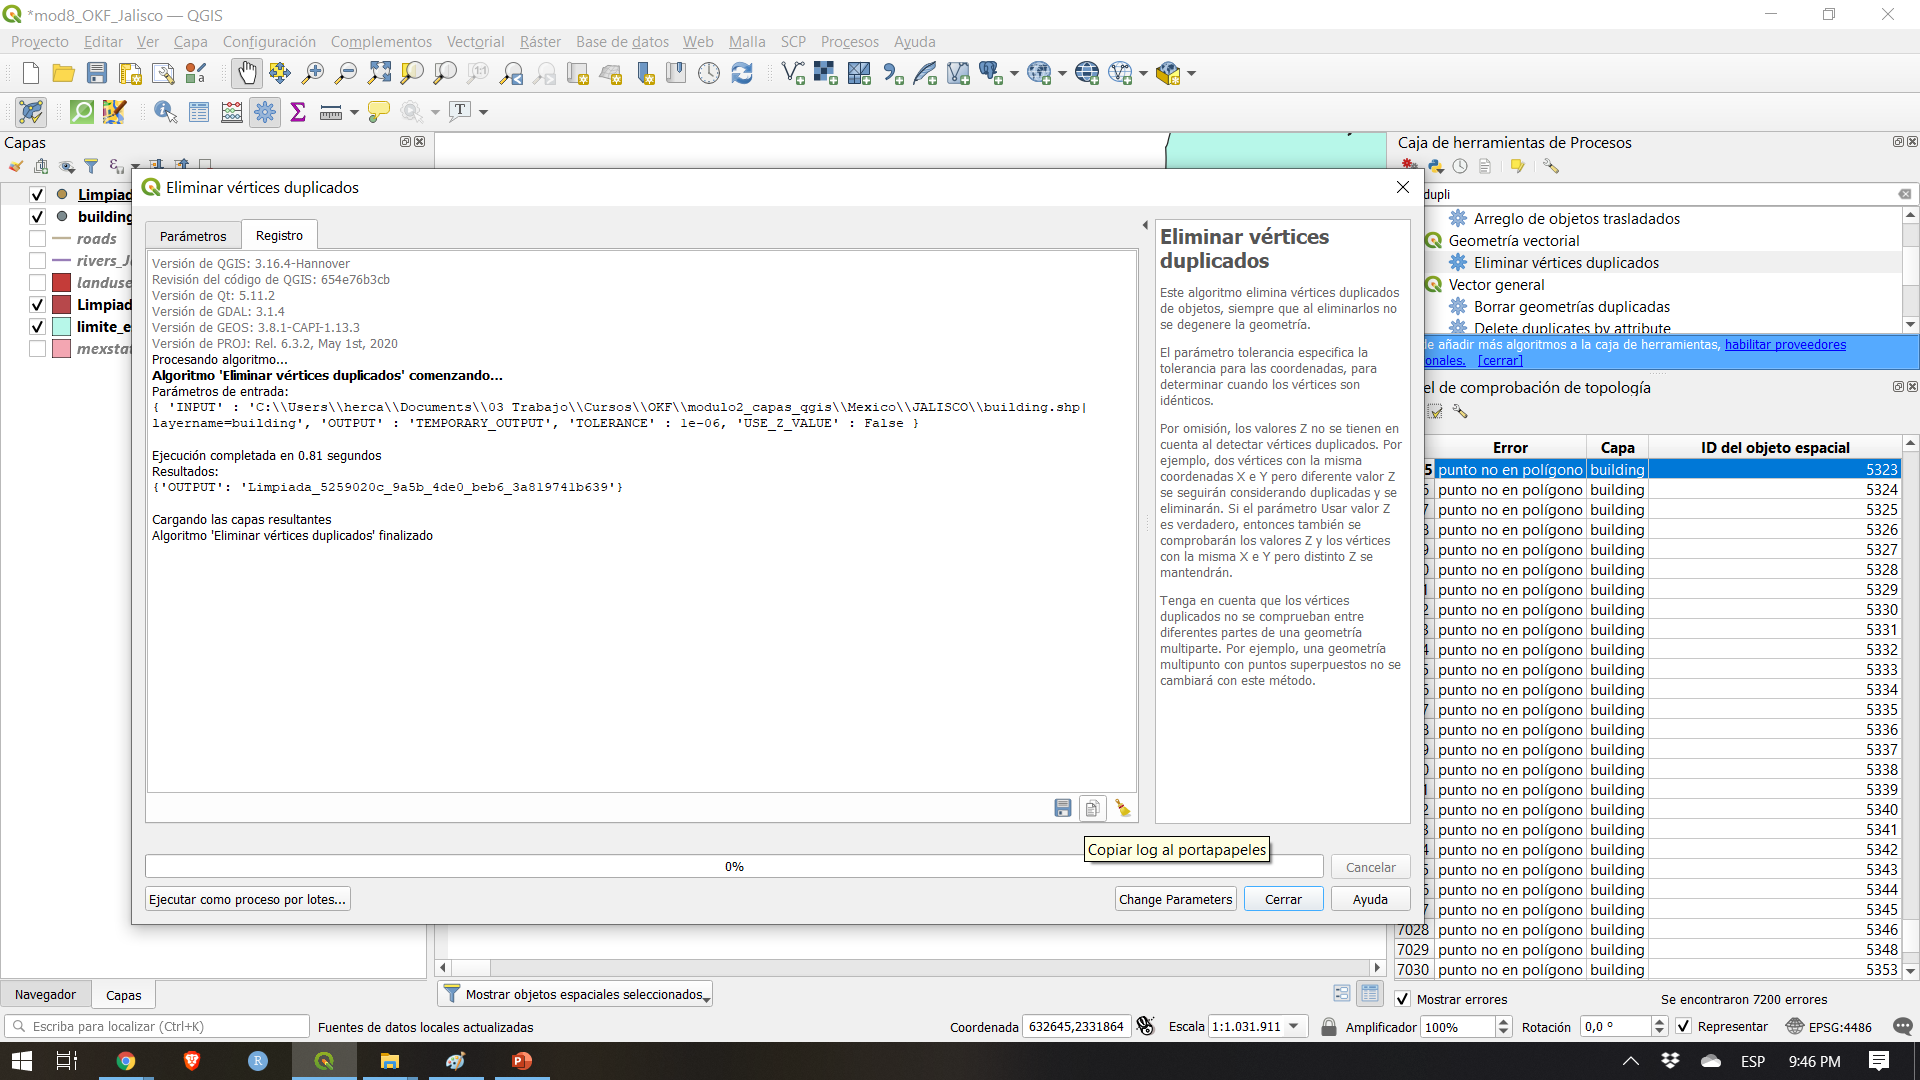 *mod8_OKF_Jalisco — QGIS
Proyecto Editar Ver Capa Configuración Complementos Vectorial Ráster Base de datos Web Malla SCP Procesos Ayuda
Capas
Limpiad
building
roads
rivers_J
landuse
Limpiad
limite_e
mexstat
Eliminar vértices duplicados
Parámetros
Registro
Versión de QGIS: 3.16.4-Hannover
Revisión del código de QGIS: 654e76b3cb
Versión de Qt: 5.11.2
Versión de GDAL: 3.1.4
Versión de GEOS: 3.8.1-CAPI-1.13.3
Versión de PROJ: Rel. 6.3.2, May 1st, 2020
Procesando algoritmo...
Algoritmo 'Eliminar vértices duplicados' comenzando...
Parámetros de entrada:
{ 'INPUT' : 'C:\\Users\\herca\\Documents\\03 Trabajo\\Cursos\\OKF\\modulo2_capas_qgis\\Mexico\\JALISCO\\building.shp|
layername=building', 'OUTPUT' : 'TEMPORARY_OUTPUT', 'TOLERANCE' : 1e-06, 'USE_Z_VALUE' : False }
Ejecución completada en 0.81 segundos
Resultados:
{'OUTPUT': 'Limpiada_5259020c_9a5b_4de0_beb6_3a819741b639'}
Cargando las capas resultantes
Algoritmo 'Eliminar vértices duplicados' finalizado
Copiar log al portapapeles
0%
Cancelar
Ejecutar como proceso por lotes...
Change Parameters
Cerrar
Ayuda
Eliminar vértices
duplicados
Este algoritmo elimina vértices duplicados
de objetos, siempre que al eliminarlos no
se degenere la geometría.
El parámetro tolerancia especifica la
tolerancia para las coordenadas, para
determinar cuando los vértices son
idénticos.
Por omisión, los valores Z no se tienen en
cuenta al detectar vértices duplicados. Por
ejemplo, dos vértices con la misma
coordenadas X e Y pero diferente valor Z
se seguirán considerando duplicadas y se
eliminarán. Si el parámetro Usar valor Z
es verdadero, entonces también se
comprobarán los valores Z y los vértices
con la misma X e Y pero distinto Z se
mantendrán.
Tenga en cuenta que los vértices
duplicados no se comprueban entre
diferentes partes de una geometría
multiparte. Por ejemplo, una geometría
multipunto con puntos superpuestos no se
cambiará con este método.
Caja de herramientas de Procesos
dupli
Arreglo de objetos trasladados
Geometría vectorial
Eliminar vértices duplicados
Vector general
Borrar geometrías duplicadas
Delete duplicates by attribute
de añadir más algoritmos a la caja de herramientas, habilitar proveedores
onales. [cerrar]
el de comprobación de topología
Error Capa ID del objeto espacial
5 punto no en polígono building 5323
6 punto no en polígono building 5324
7 punto no en polígono building 5325
8 punto no en polígono building 5326
9 punto no en polígono building 5327
0 punto no en polígono building 5328
1 punto no en polígono building 5329
2 punto no en polígono building 5330
3 punto no en polígono building 5331
4 punto no en polígono building 5332
5 punto no en polígono building 5333
6 punto no en polígono building 5334
7 punto no en polígono building 5335
8 punto no en polígono building 5336
9 punto no en polígono building 5337
0 punto no en polígono building 5338
1 punto no en polígono building 5339
2 punto no en polígono building 5340
3 punto no en polígono building 5341
4 punto no en polígono building 5342
5 punto no en polígono building 5343
6 punto no en polígono building 5344
7 punto no en polígono building 5345
7028 punto no en polígono building 5346
7029 punto no en polígono building 5348
7030 punto no en polígono building 5353
Mostrar errores
Se encontraron 7200 errores
Navegador
Capas
Mostrar objetos espaciales seleccionados
Escriba para localizar (Ctrl+K)
Fuentes de datos locales actualizadas
Coordenada 632645,2331864
Escala 1:1.031.911
Amplificador 100%
Rotación 0,0 °
Representar
EPSG:4486
ESP
9:46 PM